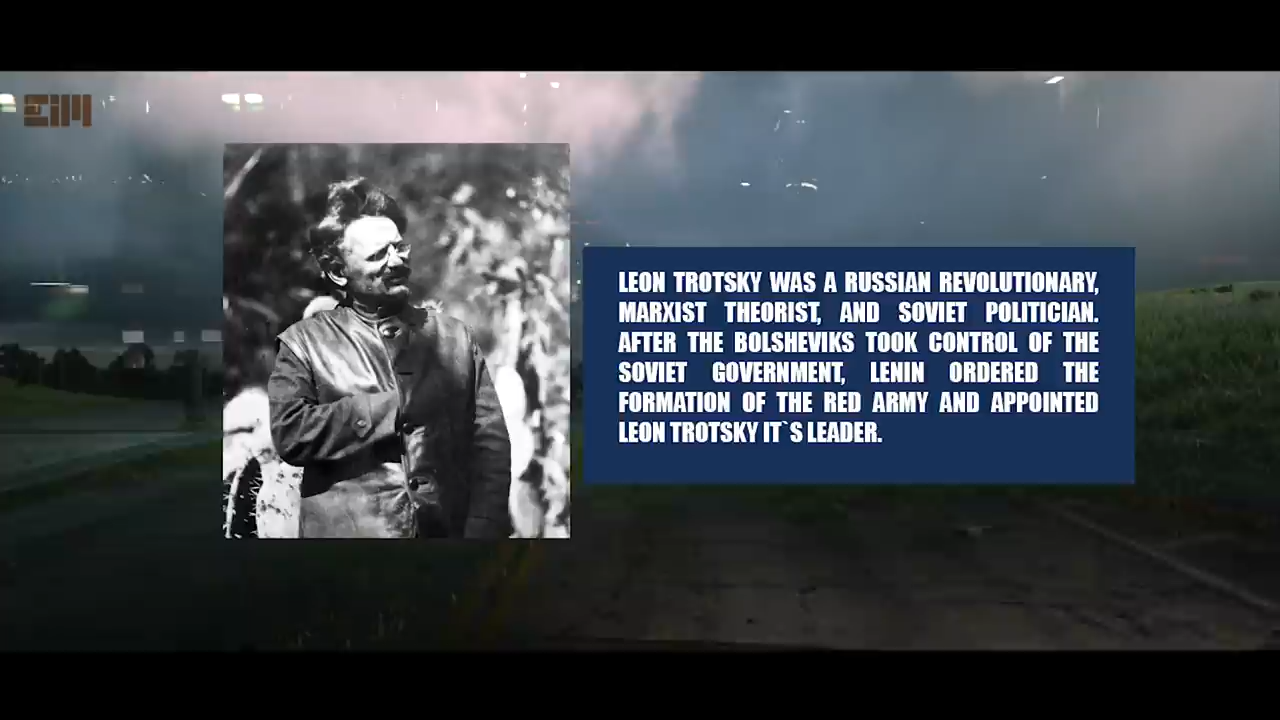 EIM
LEON TROTSKY WAS A RUSSIAN REVOLUTIONARY,
MARXIST THEORIST, AND SOVIET POLITICIAN.
AFTER THE BOLSHEVIKS TOOK CONTROL OF THE
SOVIET GOVERNMENT, LENIN ORDERED THE
FORMATION OF THE RED ARMY AND APPOINTED
LEON TROTSKY IT`S LEADER.